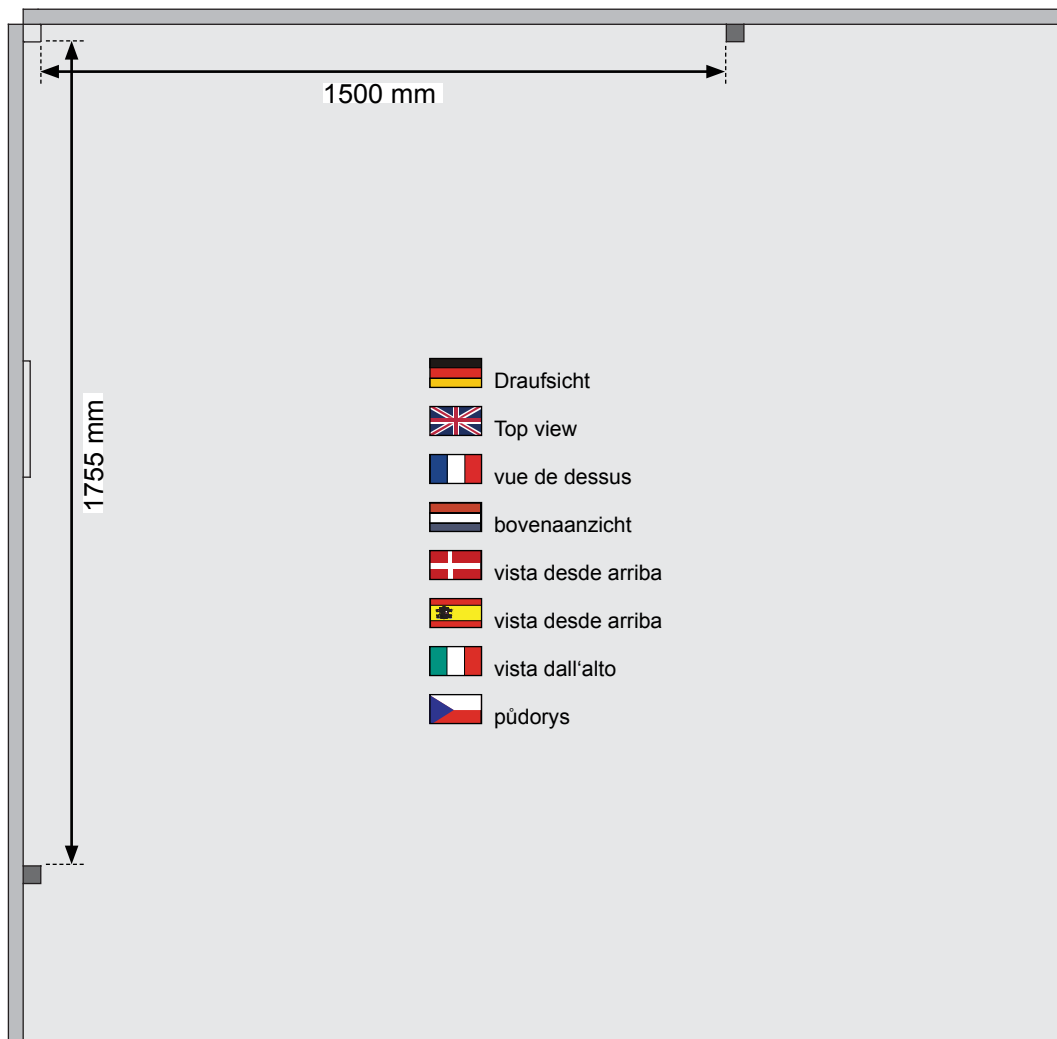 1500 mm
1755 mm
Draufsicht
Top view
vue de dessus
bovenaanzicht
vista desde arriba
vista desde arriba
vista dall‘alto
půdorys